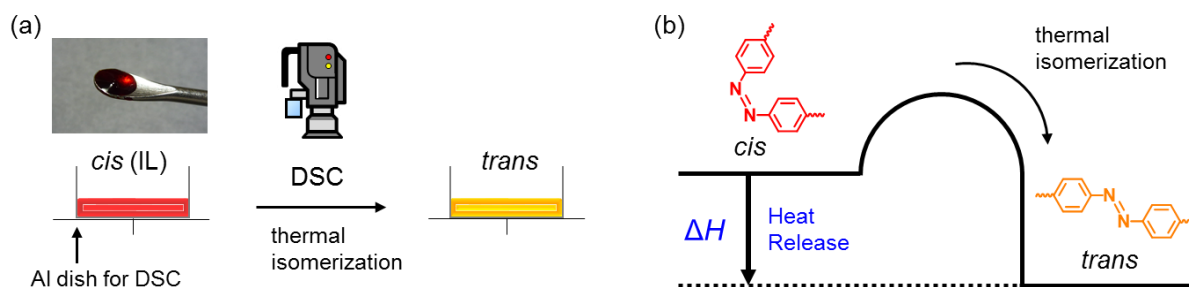 (a)
cis (IL)
DSC
thermal
isomerization
trans
Al dish for DSC
(b)
thermal
isomerization
N
N
cis
ΔH
Heat
Release
N
N
trans